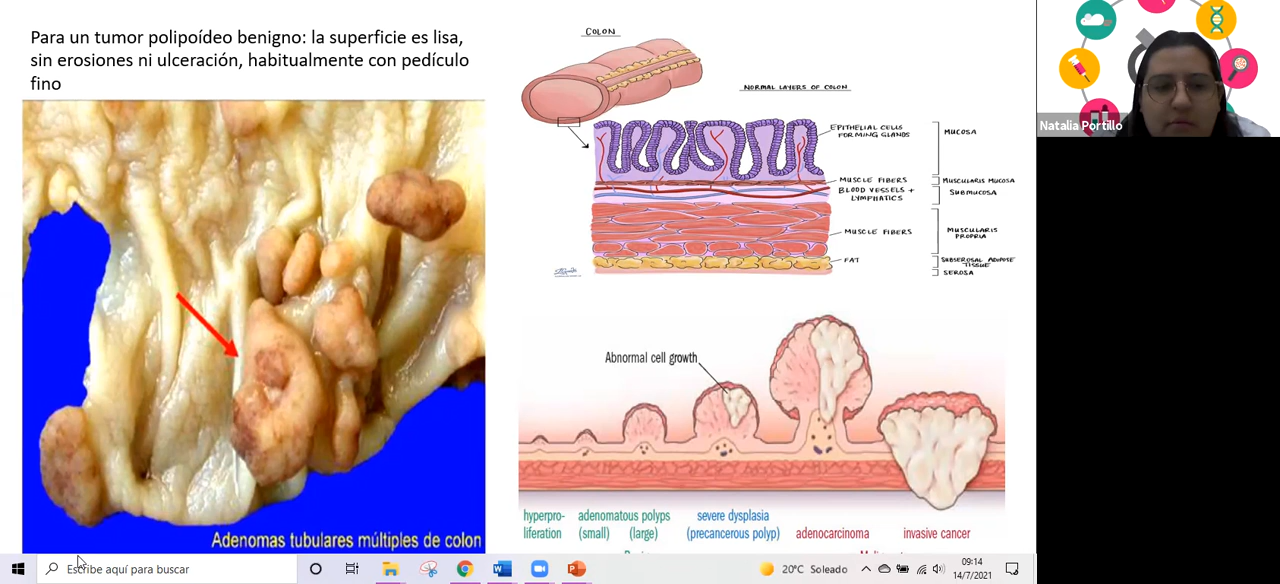 Para un tumor polipoídeo benigno: la superficie es lisa,
sin erosiones ni ulceración, habitualmente con pedículo
fino
Adenomas tubulares múltiples de colon
COLON
NORMAL LAYERS OF COLON
EPITHELIAL CELLS
FORMING GLANDS
MUCOSA
MUSCLE FIBERS
MUSCULARIS MUCOSA
BLOOD VESSELS +
LYMPHATICS
SUBMUCOSA
MUSCLE FIBERS
MUSCULARIS
PROPRIA
FAT
SUBSEROSAL ADIPOSE
TISSUE
SEROSA
Abnormal cell growth
hyperpro-
liferation
adenomatous polyps
(small) (large)
severe dysplasia
(precancerous polyp)
adenocarcinoma
invasive cancer
Natalia Portillo
Escribe aquí para buscar
20°C Soleado
09:14
14/7/2021